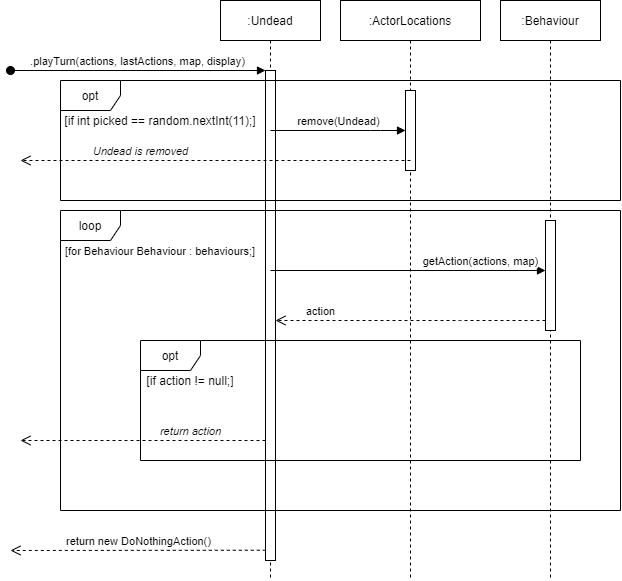 :Undead
:ActorLocations
:Behaviour
.playTurn(actions, lastActions, map, display)
opt
[if int picked == random.nextInt(11);]
remove(Undead)
Undead is removed
loop
[for Behaviour Behaviour : behaviours;]
getAction(actions, map)
action
opt
[if action != null;]
return action
return new DoNothingAction()